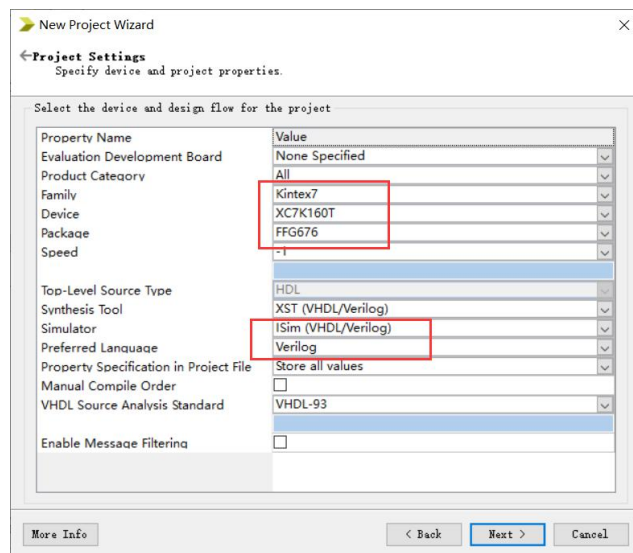 New Project Wizard
Project Settings
Specify device and project properties.
Select the device and design flow for the project
Property Name Value
Evaluation Development Board None Specified
Product Category All
Family Kintex7
Device XC7K160T
Package FFG676
Speed -1
Top-Level Source Type HDL
Synthesis Tool XST (VHDL/Verilog)
Simulator ISim (VHDL/Verilog)
Preferred Language Verilog
Property Specification in Project File Store all values
Manual Compile Order
VHDL Source Analysis Standard VHDL-93
Enable Message Filtering
More Info < Back Next > Cancel